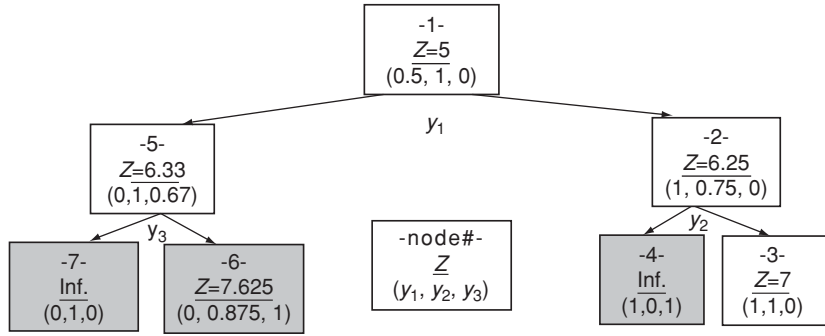 -1-
Z=5
(0.5, 1, 0)
y1
-5-
Z=6.33
(0,1,0.67)
-2-
Z=6.25
(1, 0.75, 0)
y3
y2
-7-
Inf.
(0,1,0)
-6-
Z=7.625
(0, 0.875, 1)
-node#-
Z
(y1, y2, y3)
-4-
Inf.
(1,0,1)
-3-
Z=7
(1,1,0)